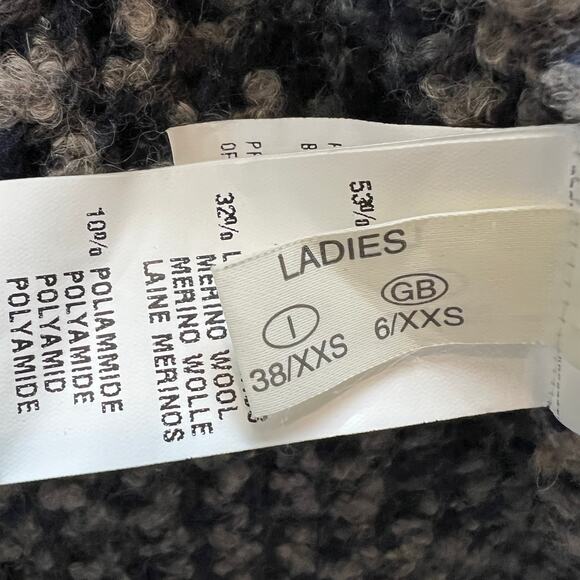 LADIES
I
GB
38/XXS
6/XXS
53%
32% L
MERINO WOOL
MERINO WOLLE
LAINE MERINOS
10% POLIAMMIDE
POLYAMIDE
POLYAMID
POLYAMIDE